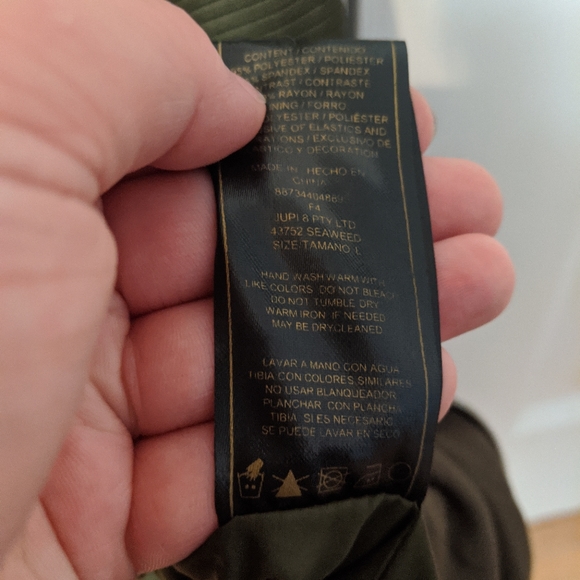 CONTENT / CONTENIDO
% POLYESTER / POLIESTER
% SPANDEX / SPANDEX
CONTRAST / CONTRASTE
% RAYON / RAYON
LINING / FORRO
POLYESTER / POLIÉSTER
OF ELASTICS AND
EXCLUSIVO DE
Y DECORATION
MADE IN HECHO EN
CHINA
F4
JUPI 8 PTY LTD
43752 SEAWEED
SIZE/TAMANO L
HAND WASH WARM WITH
LIKE COLORS DO NOT BLEACH
DO NOT TUMBLE DRY
WARM IRON IF NEEDED
MAY BE DRYCLEANED
LAVAR A MANO CON AGUA
TIBIA CON COLORES SIMILARES
NO USAR BLANQUEADOR
PLANCHAR CON PLANCHA
TIBIA SI ES NECESARIO
SE PUEDE LAVAR EN SECO